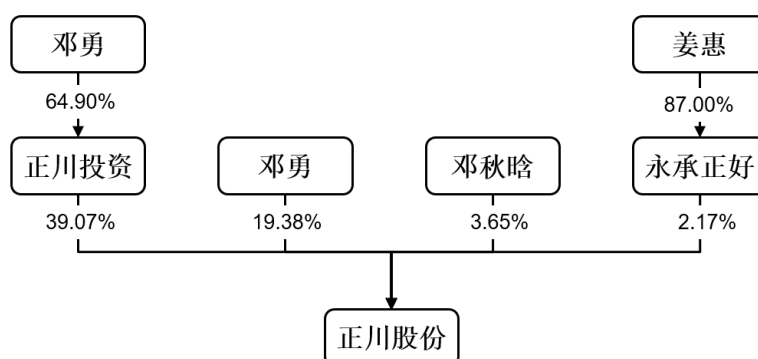 邓勇
姜惠
64.90%
87.00%
正川投资
邓勇
邓秋晗
永承正好
39.07%
19.38%
3.65%
2.17%
正川股份